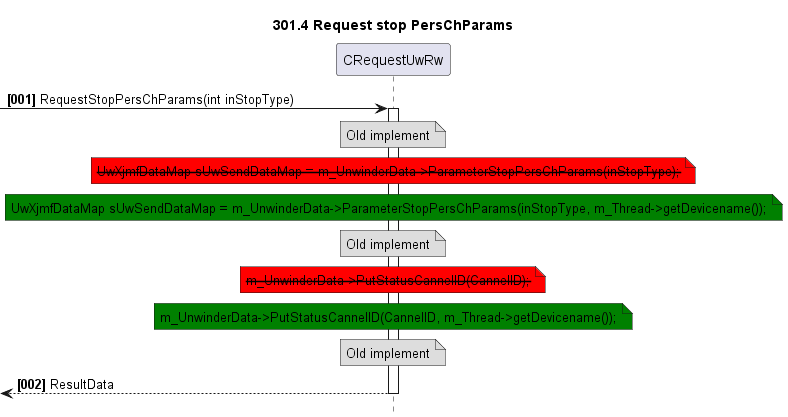 301.4 Request stop PersChParams
CRequestUwRw
[001] RequestStopPersChParams(int inStopType)
Old implement
UwXjmfDataMap sUwSendDataMap = m_UnwinderData->ParameterStopPersChParams(inStopType);
UwXjmfDataMap sUwSendDataMap = m_UnwinderData->ParameterStopPersChParams(inStopType, m_Thread->getDevicename());
Old implement
m_UnwinderData->PutStatusCannelID(CannelID);
m_UnwinderData->PutStatusCannelID(CannelID, m_Thread->getDevicename());
Old implement
[002] ResultData